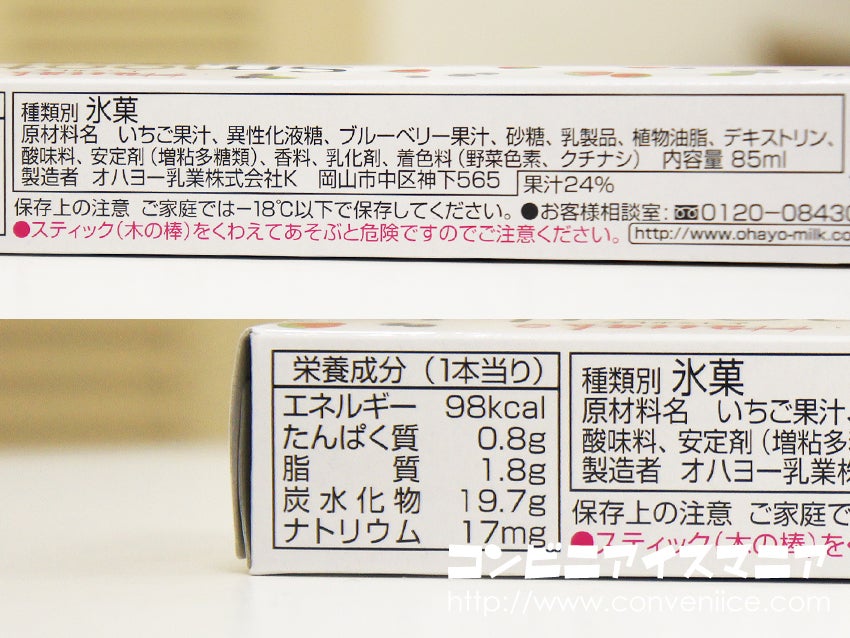 種類別 氷菓
原材料名 いちご果汁、異性化液糖、ブルーベリー果汁、砂糖、乳製品、植物油脂、デキストリン、
酸味料、安定剤(増粘多糖類)、香料、乳化剤、着色料(野菜色素、クチナシ) 内容量 85ml
製造者 オハヨー乳業株式会社K 岡山市中区神下565
果汁24%
保存上の注意 ご家庭では−18℃以下で保存してください。●お客様相談室:0120−08430
●スティック(木の棒)をくわえてあそぶと危険ですのでご注意ください。
http://www.ohayo-milk.co
栄養成分(1本当り)
エネルギー 98kcal
たんぱく質 0.8g
脂質 1.8g
炭水化物 19.7g
ナトリウム 17mg
種類別 氷菓
原材料名 いちご果汁、
酸味料、安定剤(増粘多
製造者 オハヨー乳業株
保存上の注意 ご家庭で
●スティック(木の棒)をく
コンビニアイスマニア
http://www.conveniice.com